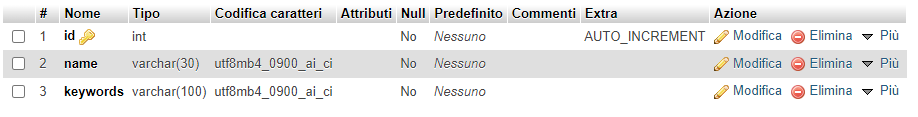 # Nome Tipo Codifica caratteri Attributi Null Predefinito Commenti Extra Azione
1 id int No Nessuno AUTO_INCREMENT Modifica Elimina Più
2 name varchar(30) utf8mb4_0900_ai_ci No Nessuno Modifica Elimina Più
3 keywords varchar(100) utf8mb4_0900_ai_ci No Nessuno Modifica Elimina Più